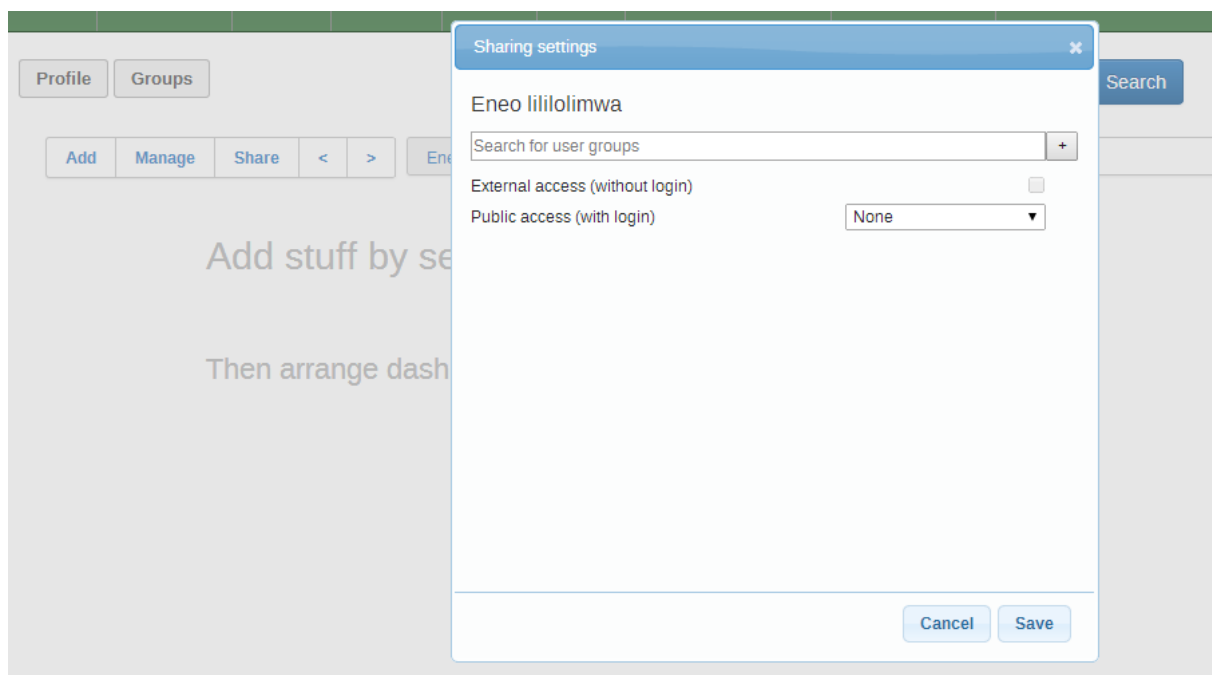 Sharing settings
Profile Groups
Search
Eneo lililolimwa
Search for user groups +
Add Manage Share < > Ene
External access (without login)
Public access (with login) None
Add stuff by se
Then arrange dash
Cancel Save